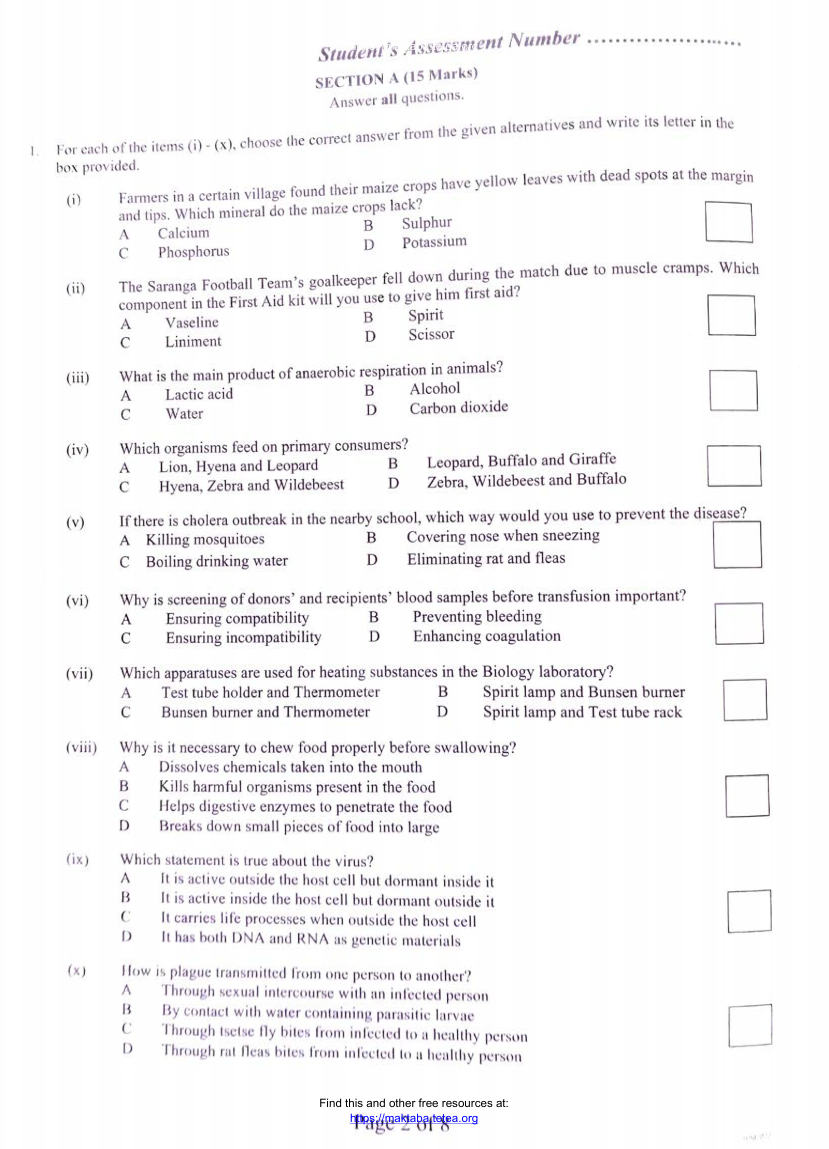 Student's Assessment Number ........................
SECTION A (15 Marks)
Answer all questions.
1. For each of the items (i) - (x), choose the correct answer from the given alternatives and write its letter in the
box provided.
(i) Farmers in a certain village found their maize crops have yellow leaves with dead spots at the margin
and tips. Which mineral do the maize crops lack?
A Calcium B Sulphur
C Phosphorus D Potassium
(ii) The Saranga Football Team's goalkeeper fell down during the match due to muscle cramps. Which
component in the First Aid kit will you use to give him first aid?
A Vaseline B Spirit
C Liniment D Scissor
(iii) What is the main product of anaerobic respiration in animals?
A Lactic acid B Alcohol
C Water D Carbon dioxide
(iv) Which organisms feed on primary consumers?
A Lion, Hyena and Leopard B Leopard, Buffalo and Giraffe
C Hyena, Zebra and Wildebeest D Zebra, Wildebeest and Buffalo
(v) If there is cholera outbreak in the nearby school, which way would you use to prevent the disease?
A Killing mosquitoes B Covering nose when sneezing
C Boiling drinking water D Eliminating rat and fleas
(vi) Why is screening of donors' and recipients' blood samples before transfusion important?
A Ensuring compatibility B Preventing bleeding
C Ensuring incompatibility D Enhancing coagulation
(vii) Which apparatuses are used for heating substances in the Biology laboratory?
A Test tube holder and Thermometer B Spirit lamp and Bunsen burner
C Bunsen burner and Thermometer D Spirit lamp and Test tube rack
(viii) Why is it necessary to chew food properly before swallowing?
A Dissolves chemicals taken into the mouth
B Kills harmful organisms present in the food
C Helps digestive enzymes to penetrate the food
D Breaks down small pieces of food into large
(ix) Which statement is true about the virus?
A It is active outside the host cell but dormant inside it
B It is active inside the host cell but dormant outside it
C It carries life processes when outside the host cell
D It has both DNA and RNA as genetic materials
(x) How is plague transmitted from one person to another?
A Through sexual intercourse with an infected person
B By contact with water containing parasitic larvae
C Through tsetse fly bites from infected to a healthy person
D Through rat fleas bites from infected to a healthy person
Find this and other free resources at:
https://maktaba.tetea.org
Page 2 of 8